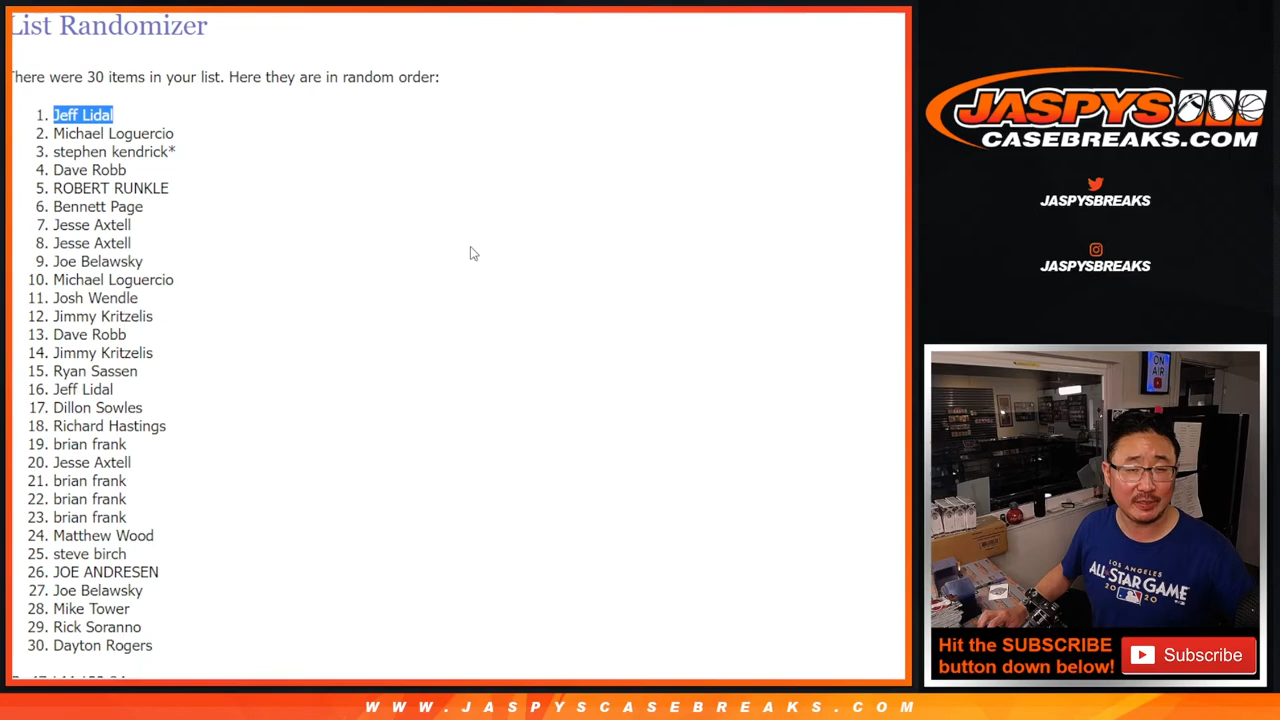 List Randomizer
There were 30 items in your list. Here they are in random order:
1. Jeff Lidal
2. Michael Loguercio
3. stephen kendrick*
4. Dave Robb
5. ROBERT RUNKLE
6. Bennett Page
7. Jesse Axtell
8. Jesse Axtell
9. Joe Belawsky
10. Michael Loguercio
11. Josh Wendle
12. Jimmy Kritzelis
13. Dave Robb
14. Jimmy Kritzelis
15. Ryan Sassen
16. Jeff Lidal
17. Dillon Sowles
18. Richard Hastings
19. brian frank
20. Jesse Axtell
21. brian frank
22. brian frank
23. brian frank
24. Matthew Wood
25. steve birch
26. JOE ANDRESEN
27. Joe Belawsky
28. Mike Tower
29. Rick Soranno
30. Dayton Rogers
JASPYS
CASEBREAKS.COM
JASPYSBREAKS
JASPYSBREAKS
ON
AIR
LOS ANGELES
ALL-STAR GAME
2020
Hit the SUBSCRIBE
button down below!
Subscribe
WWW.JASPYSCASEBREAKS.COM